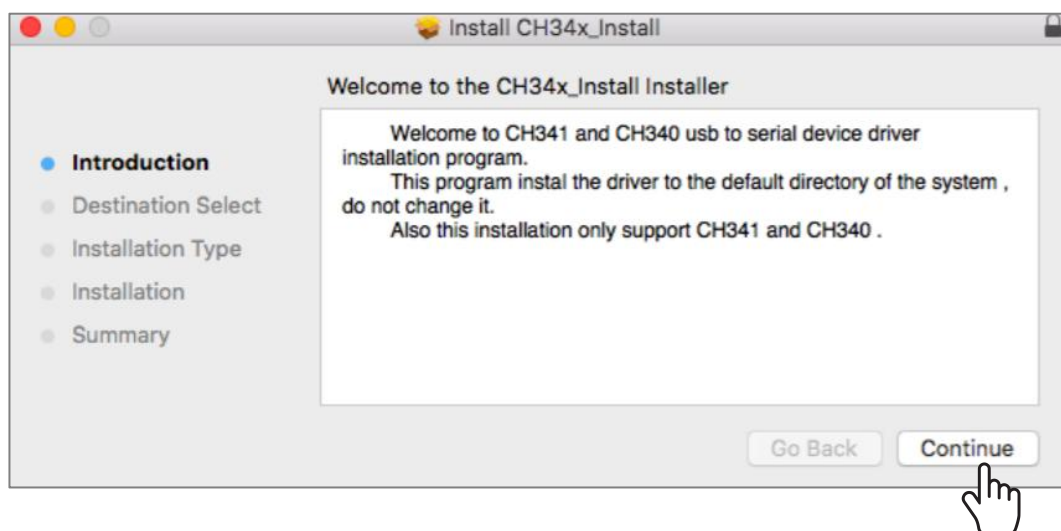 Install CH34x_Install
Welcome to the CH34x_Install Installer
Introduction
Destination Select
Installation Type
Installation
Summary
Welcome to CH341 and CH340 usb to serial device driver
installation program.
This program instal the driver to the default directory of the system ,
do not change it.
Also this installation only support CH341 and CH340 .
Go Back
Continue